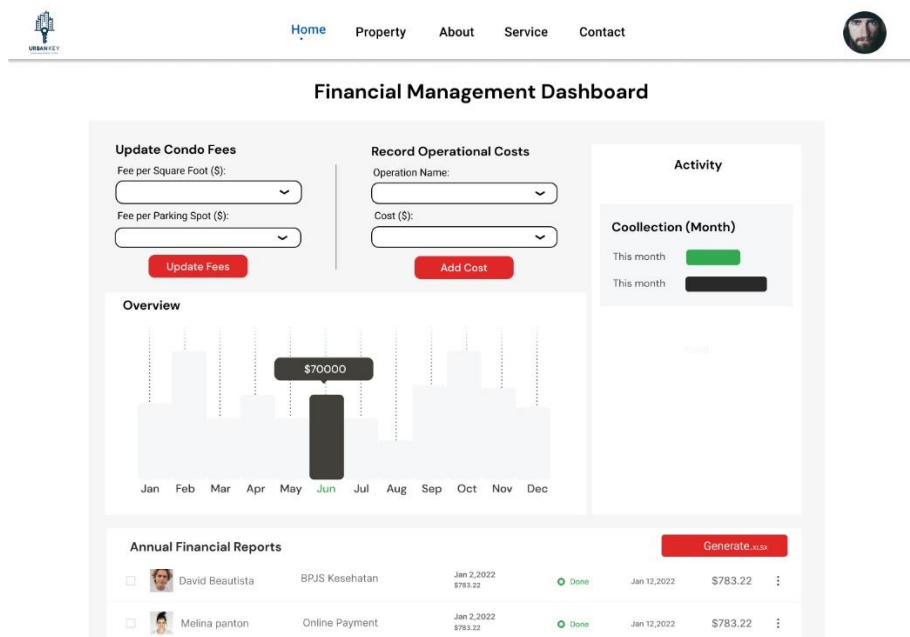 URBANKEY
Home Property About Service Contact
Financial Management Dashboard
Update Condo Fees
Fee per Square Foot ($):
Fee per Parking Spot ($):
Update Fees
Record Operational Costs
Operation Name:
Cost ($):
Add Cost
Activity
Coollection (Month)
This month
This month
Overview
$70000
Jan Feb Mar Apr May Jun Jul Aug Sep Oct Nov Dec
Annual Financial Reports
Generate.XLSX
David Beautista BPJS Kesehatan Jan 2,2022 Done Jan 12,2022 $783.22
$783.22
Melina panton Online Payment Jan 2,2022 Done Jan 12,2022 $783.22
$783.22